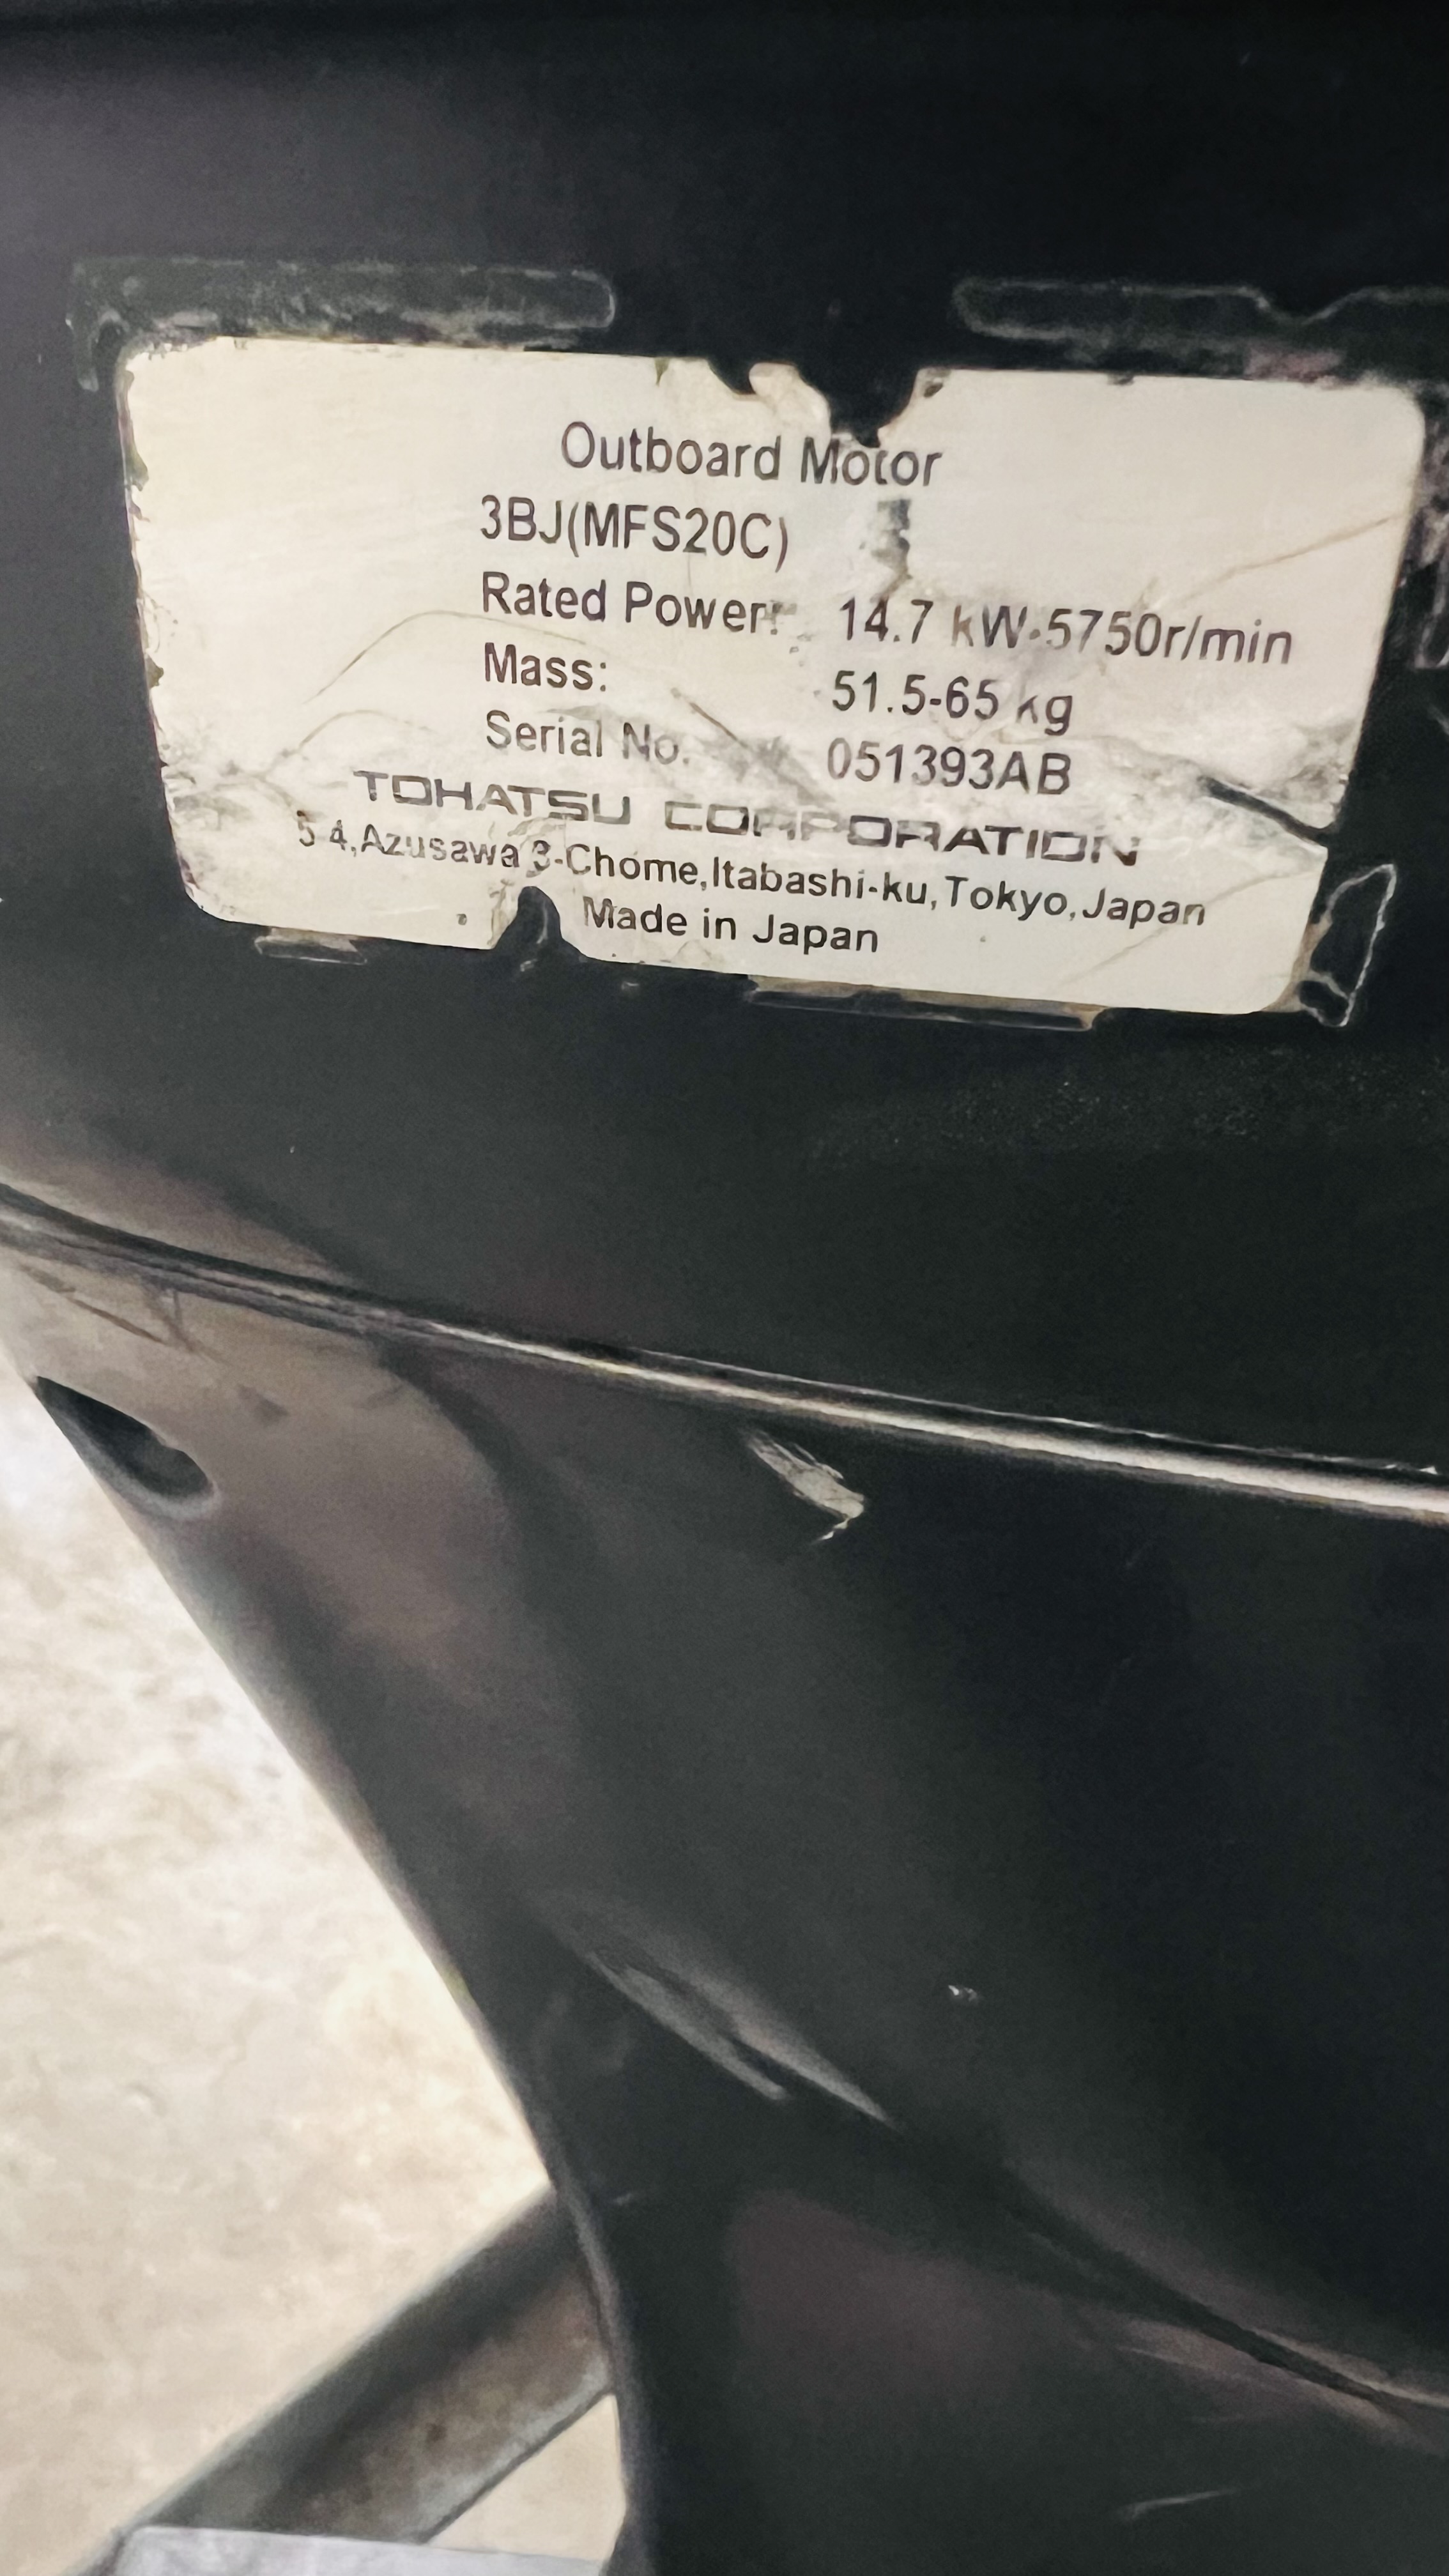 Outboard Motor
3BJ(MFS20C)
Rated Power: 14.7 kW-5750r/min
Mass: 51.5-65 kg
Serial No. 051393AB
TOHATSU CORPORATION
5-4,Azusawa 3-Chome,Itabashi-ku,Tokyo,Japan
Made in Japan